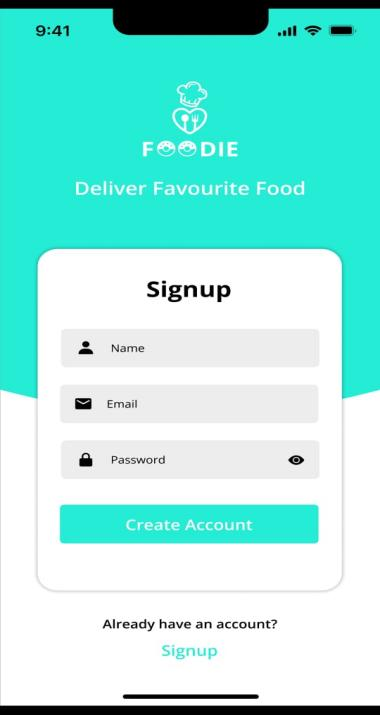 9:41
FOODIE
Deliver Favourite Food
Signup
Name
Email
Password
Create Account
Already have an account?
Signup